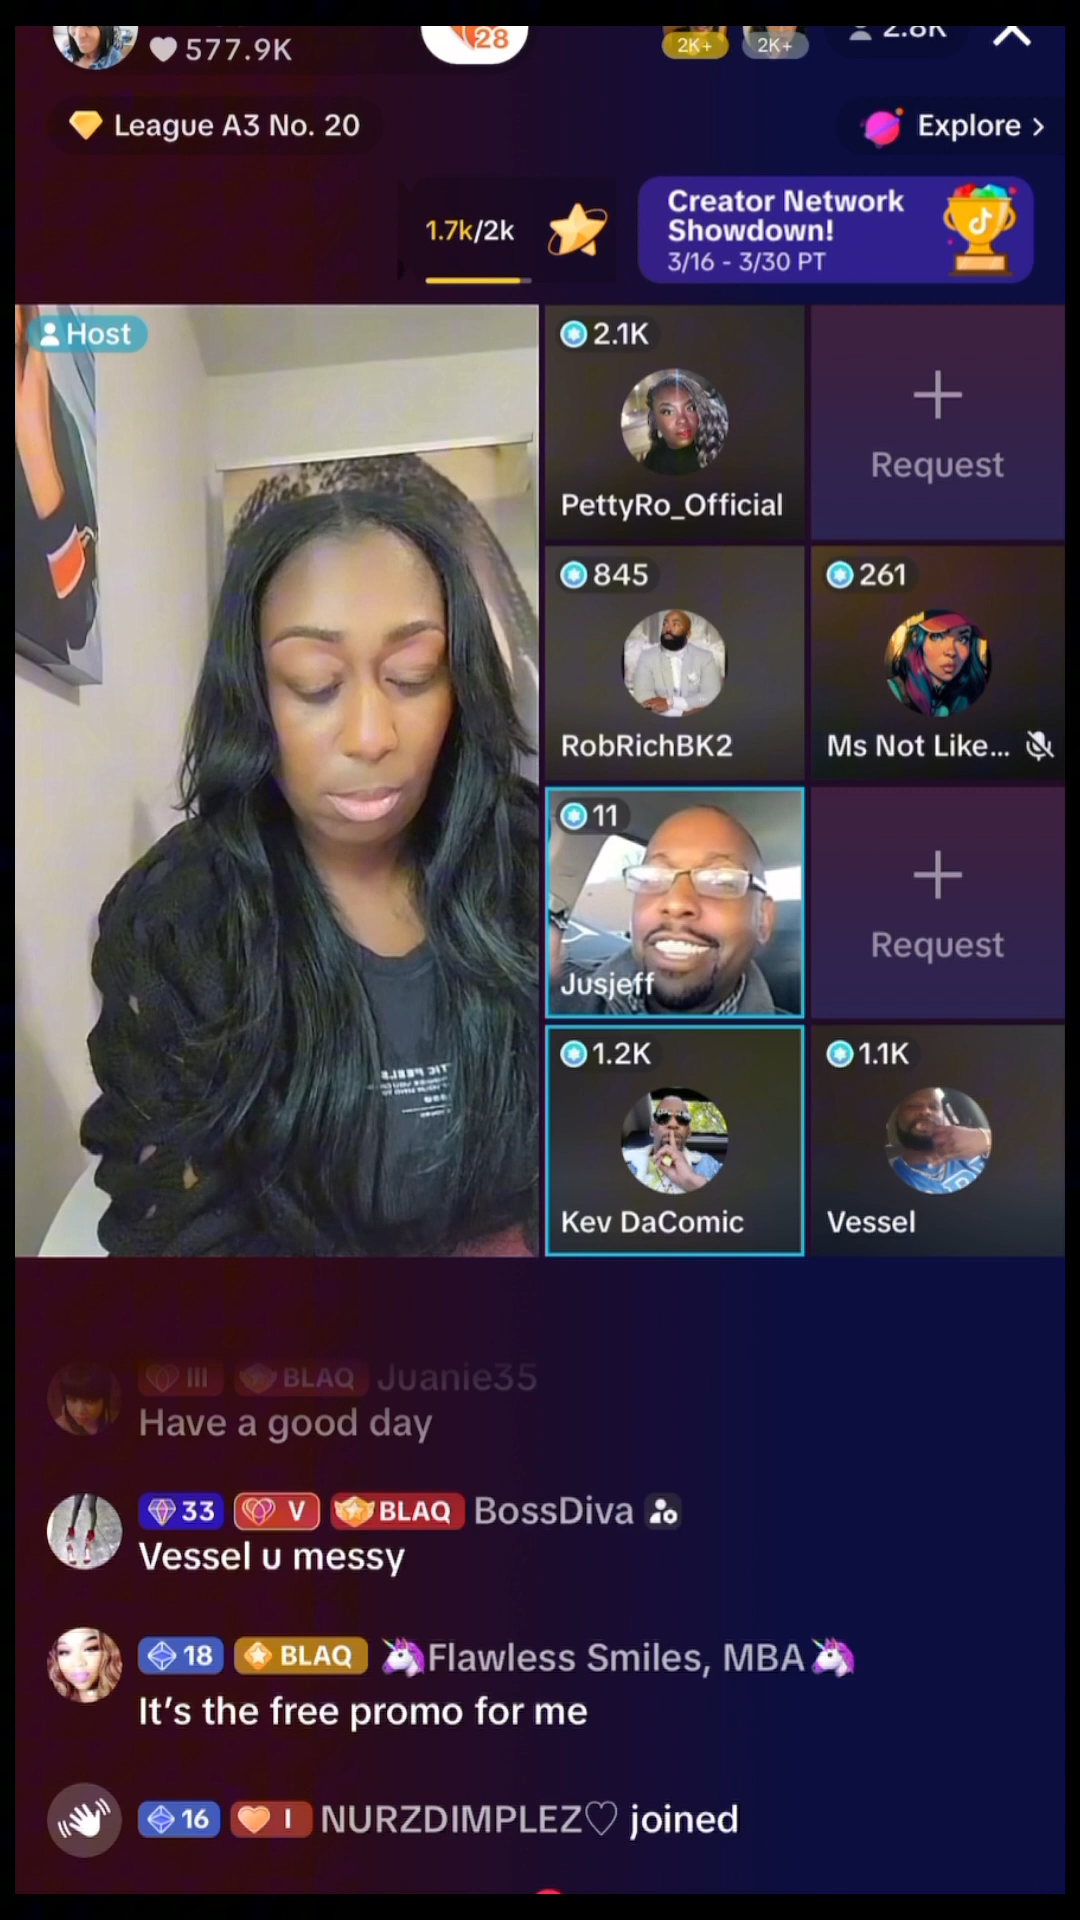 577.9K
28
2K+
2K+
2.8K
League A3 No. 20
Explore >
1.7k/2k
Creator Network
Showdown!
3/16 - 3/30 PT
Host
2.1K
PettyRo_Official
Request
845
RobRichBK2
261
Ms Not Like...
11
Jusjeff
Request
1.2K
Kev DaComic
1.1K
Vessel
III BLAQ Juanie35
Have a good day
33 V BLAQ BossDiva
Vessel u messy
18 BLAQ 🦄Flawless Smiles, MBA🦄
It's the free promo for me
16 I NURZDIMPLEZ♡ joined